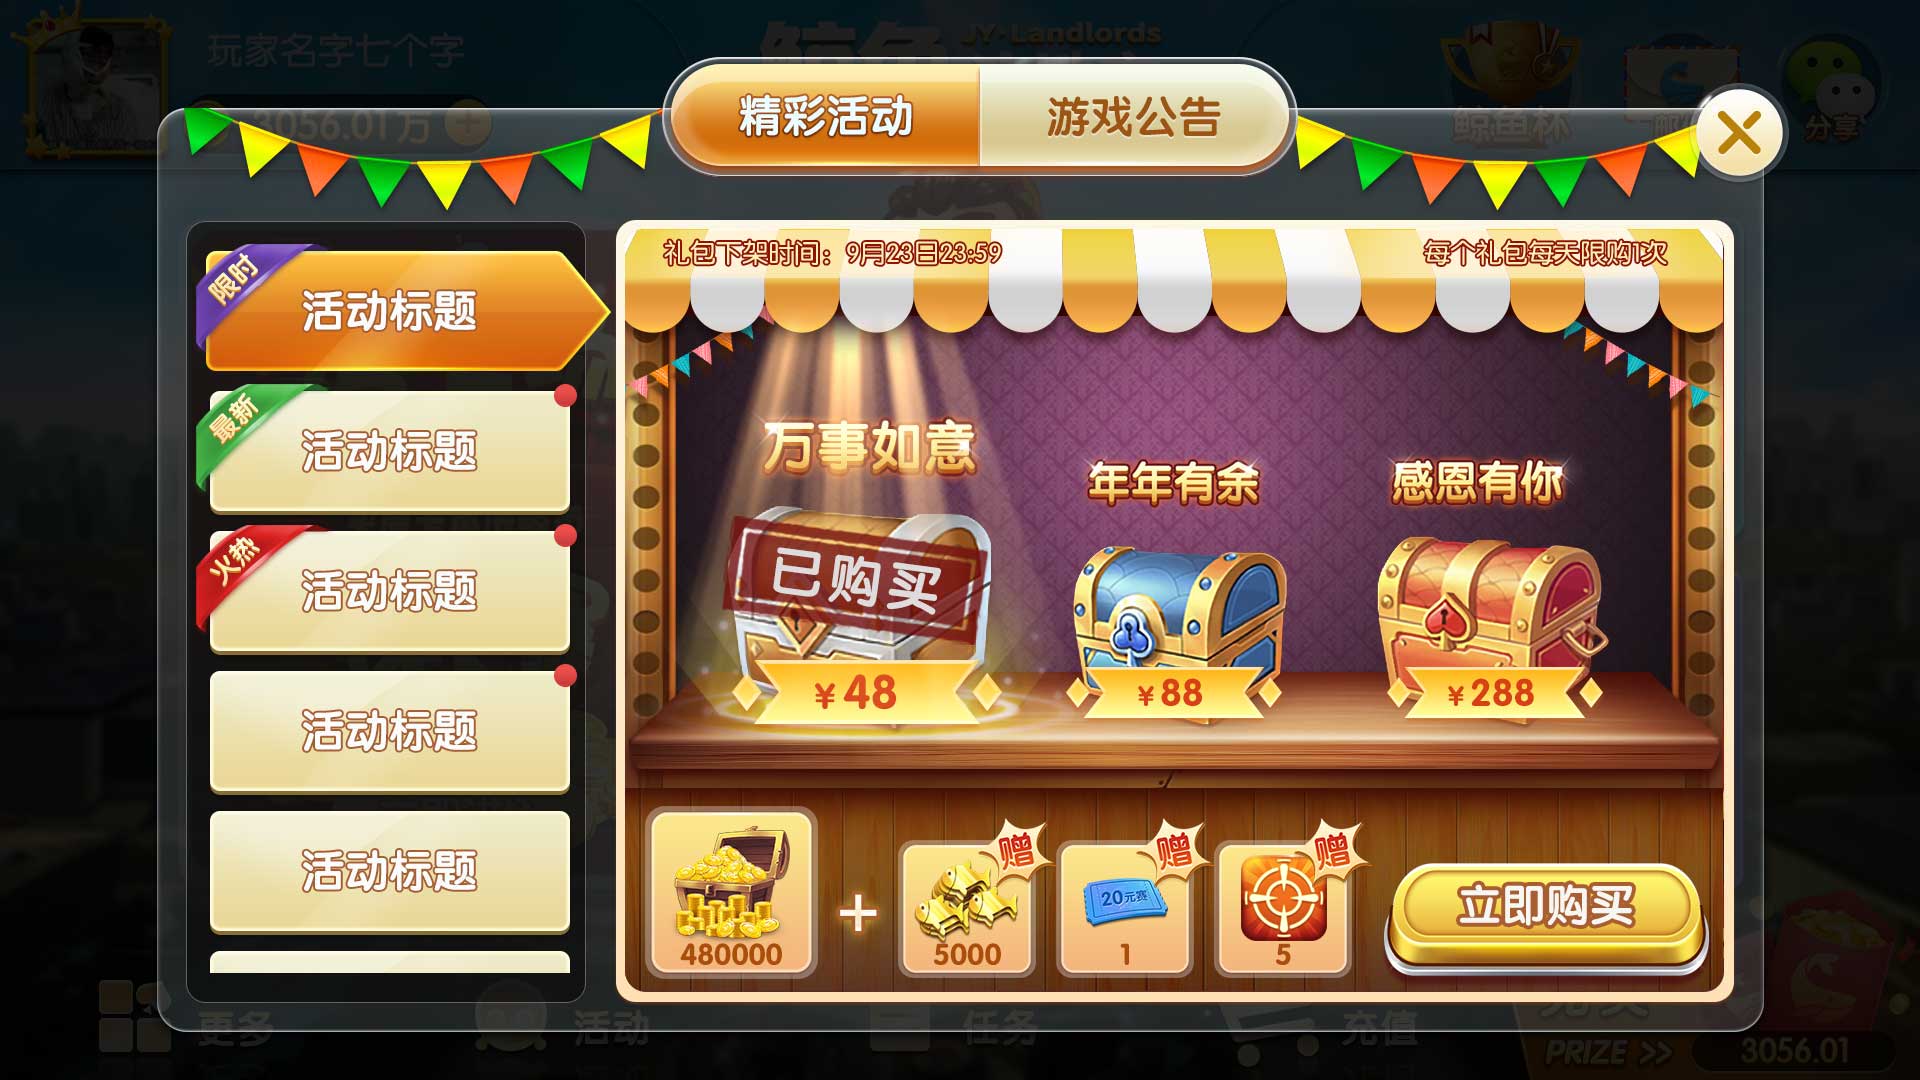 玩家名字七个字
JY·Landlords
3056.01万
鲸鱼杯
分享
精彩活动
游戏公告
限时
活动标题
最新
活动标题
火热
活动标题
活动标题
活动标题
礼包下架时间：9月23日23:59
每个礼包每天限购1次
万事如意
年年有余
感恩有你
已购买
¥48
¥88
¥288
480000
+
赠
5000
赠
20元赛
1
赠
5
立即购买
更多
活动
任务
充值
PRIZE >>
3056.01